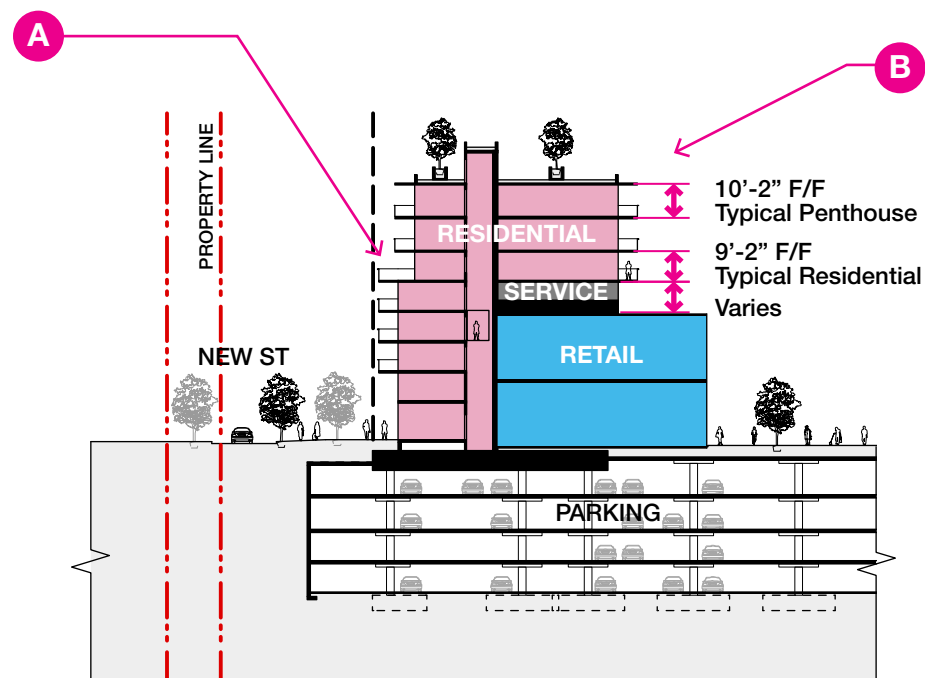 A
B
PROPERTY LINE
10’-2” F/F
Typical Penthouse
RESIDENTIAL
9’-2” F/F
Typical Residential
SERVICE
Varies
NEW ST
RETAIL
PARKING